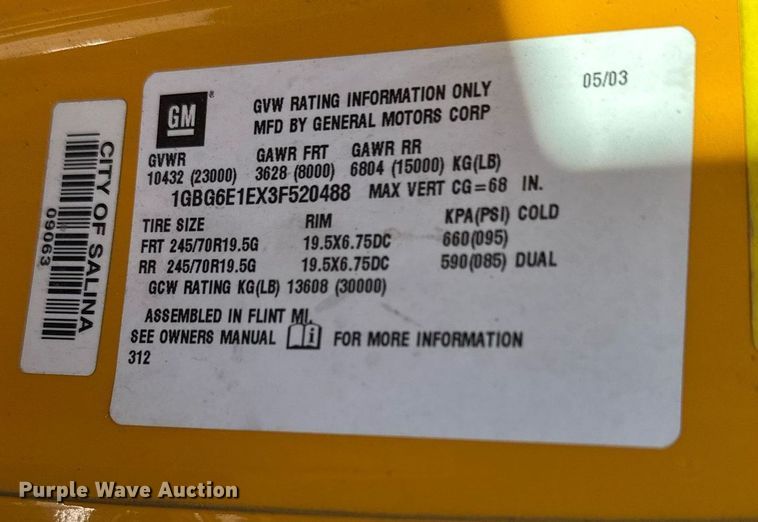 GM
®
GVW RATING INFORMATION ONLY
05/03
MFD BY GENERAL MOTORS CORP
GVWR GAWR FRT GAWR RR
10432 (23000) 3628 (8000) 6804 (15000) KG(LB)
1GBG6E1EX3F520488 MAX VERT CG=68 IN.
TIRE SIZE RIM KPA(PSI) COLD
FRT 245/70R19.5G 19.5X6.75DC 660(095)
RR 245/70R19.5G 19.5X6.75DC 590(085) DUAL
GCW RATING KG(LB) 13608 (30000)
ASSEMBLED IN FLINT MI.
SEE OWNERS MANUAL i FOR MORE INFORMATION
312
CITY OF SALINA
09063
Purple Wave Auction